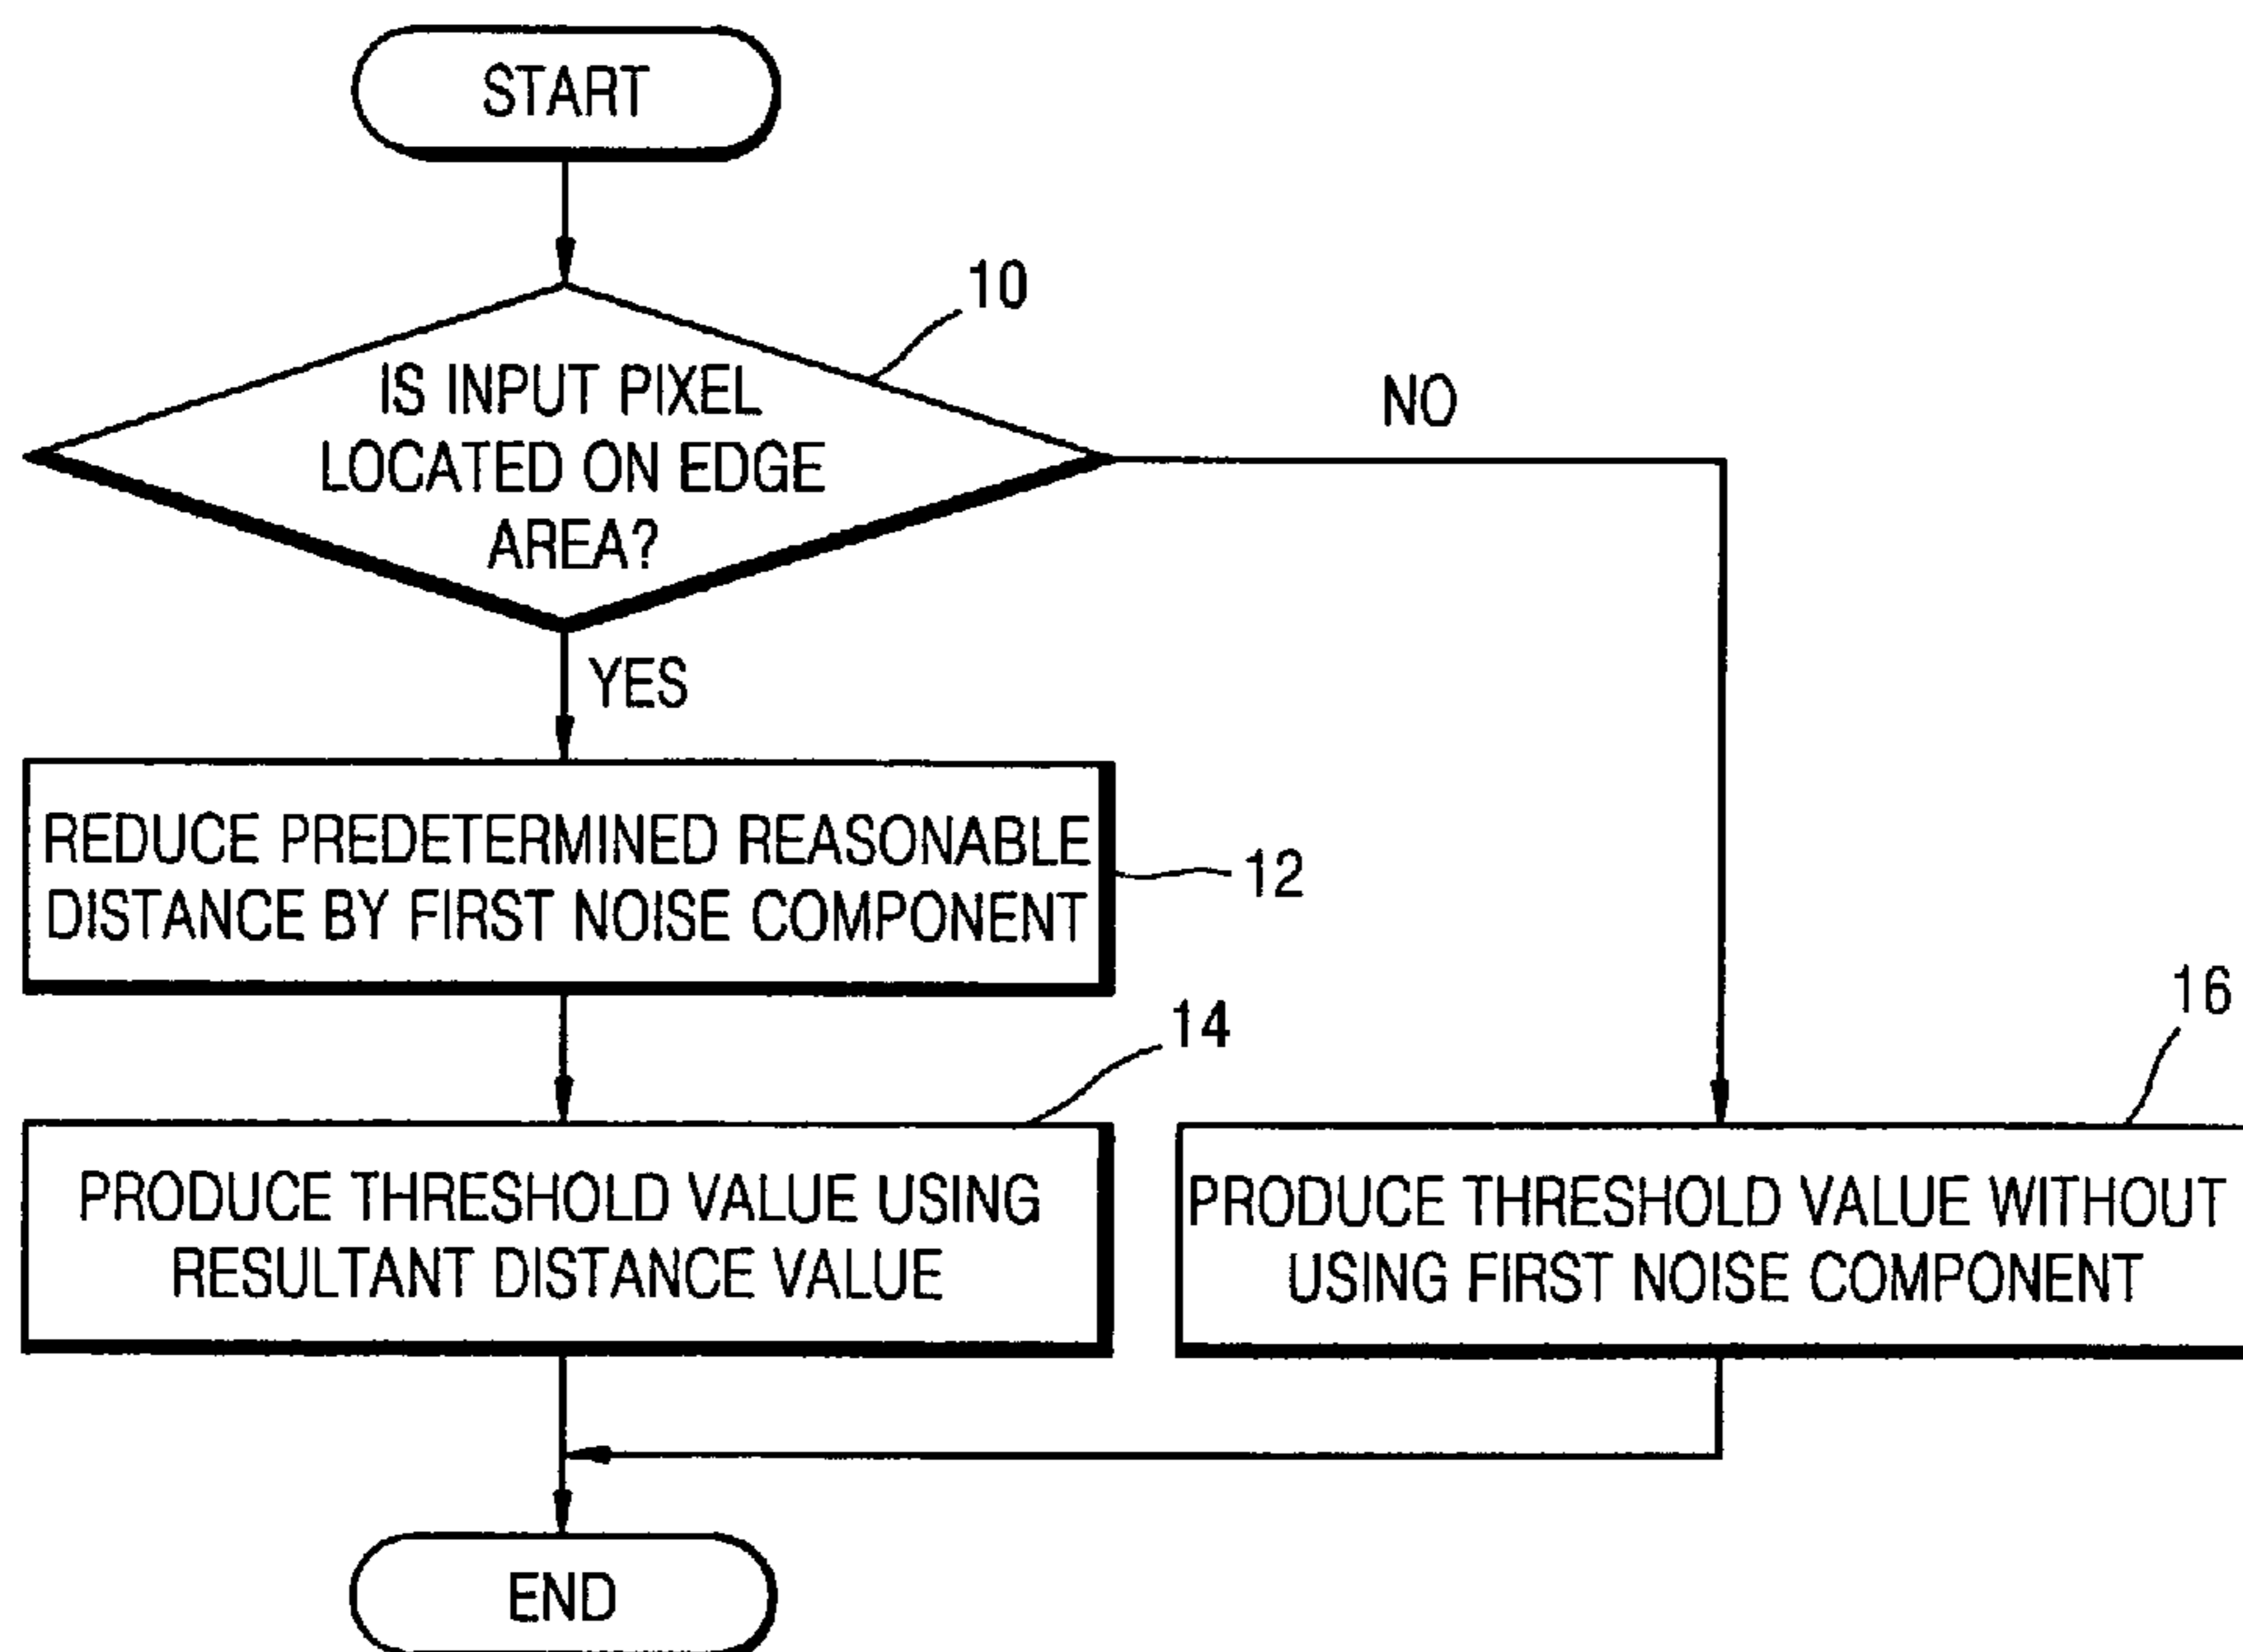 START
10
IS INPUT PIXEL
LOCATED ON EDGE
AREA?
NO
YES
REDUCE PREDETERMINED REASONABLE
DISTANCE BY FIRST NOISE COMPONENT
12
14
PRODUCE THRESHOLD VALUE USING
RESULTANT DISTANCE VALUE
16
PRODUCE THRESHOLD VALUE WITHOUT
USING FIRST NOISE COMPONENT
END